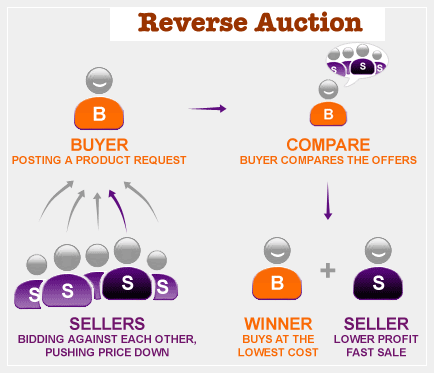 Reverse Auction
B
BUYER
POSTING A PRODUCT REQUEST
S S S S
B
COMPARE
BUYER COMPARES THE OFFERS
S S S S S
SELLERS
BIDDING AGAINST EACH OTHER,
PUSHING PRICE DOWN
B
WINNER
BUYS AT THE
LOWEST COST
+
S
SELLER
LOWER PROFIT
FAST SALE